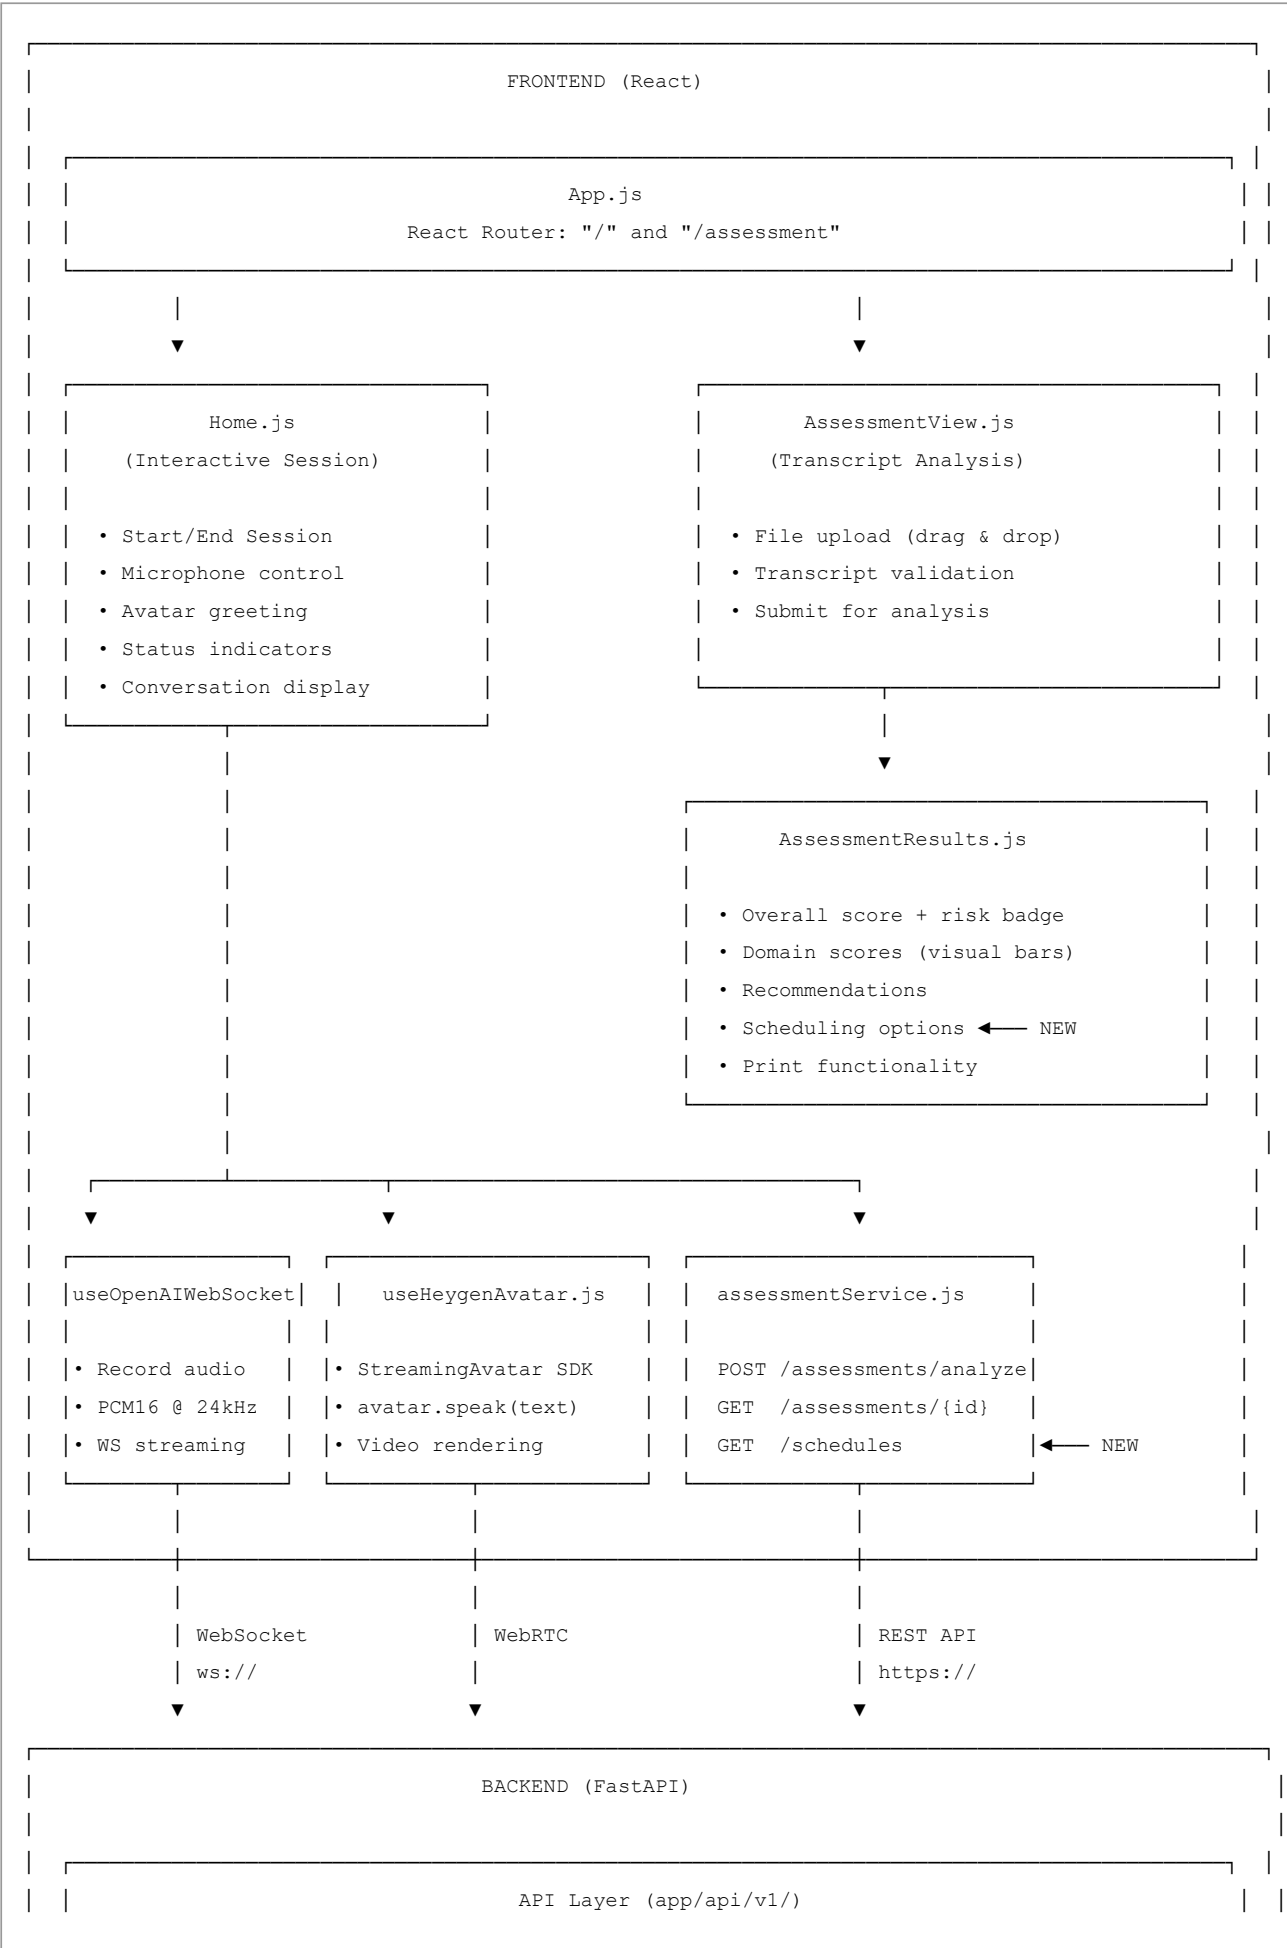 FRONTEND (React)
App.js
React Router: "/" and "/assessment"
Home.js AssessmentView.js
(Interactive Session) (Transcript Analysis)
• Start/End Session • File upload (drag & drop)
• Microphone control • Transcript validation
• Avatar greeting • Submit for analysis
• Status indicators
• Conversation display
AssessmentResults.js
• Overall score + risk badge
• Domain scores (visual bars)
• Recommendations
• Scheduling options ◄─── NEW
• Print functionality
useOpenAIWebSocket useHeygenAvatar.js assessmentService.js
• Record audio • StreamingAvatar SDK POST /assessments/analyze
• PCM16 @ 24kHz • avatar.speak(text) GET /assessments/{id}
• WS streaming • Video rendering GET /schedules ◄─── NEW
WebSocket WebRTC REST API
ws:// https://
BACKEND (FastAPI)
API Layer (app/api/v1/)